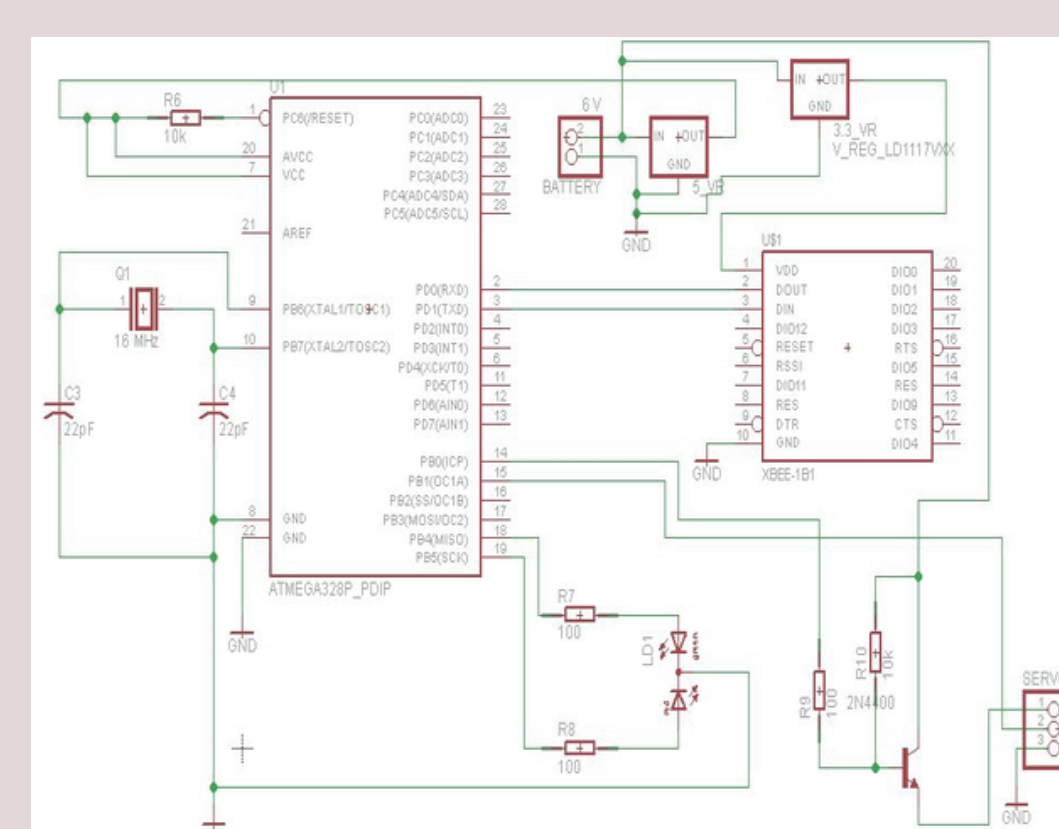 U1
R6
10k
1
20
7
21
9
10
8
22
PC6(/RESET)
AVCC
VCC
AREF
PB6(XTAL1/TOSC1)
PB7(XTAL2/TOSC2)
GND
GND
PC0(ADC0)
PC1(ADC1)
PC2(ADC2)
PC3(ADC3)
PC4(ADC4/SDA)
PC5(ADC5/SCL)
PD0(RXD)
PD1(TXD)
PD2(INT0)
PD3(INT1)
PD4(XCK/T0)
PD5(T1)
PD6(AIN0)
PD7(AIN1)
PB0(ICP)
PB1(OC1A)
PB2(SS/OC1B)
PB3(MOSI/OC2)
PB4(MISO)
PB5(SCK)
23
24
25
26
27
28
2
3
4
5
6
11
12
13
14
15
16
17
18
19
ATMEGA328P_PDIP
GND
Q1
1
2
16 MHz
C3
22pF
C4
22pF
6V
2
1
BATTERY
IN
OUT
GND
5_VR
GND
IN
OUT
GND
3.3_VR
V_REG_LD1117VXX
U$1
1
2
3
4
5
6
7
8
9
10
VDD
DOUT
DIN
DIO12
RESET
RSSI
DIO11
RES
DTR
GND
DIO0
DIO1
DIO2
DIO3
RTS
DIO5
RES
DIO9
CTS
DIO4
20
19
18
17
16
15
14
13
12
11
XBEE-1B1
GND
R7
100
LD1
green
red
R8
100
R9
100
R10
10k
2N4400
SERVO
1
2
3
GND